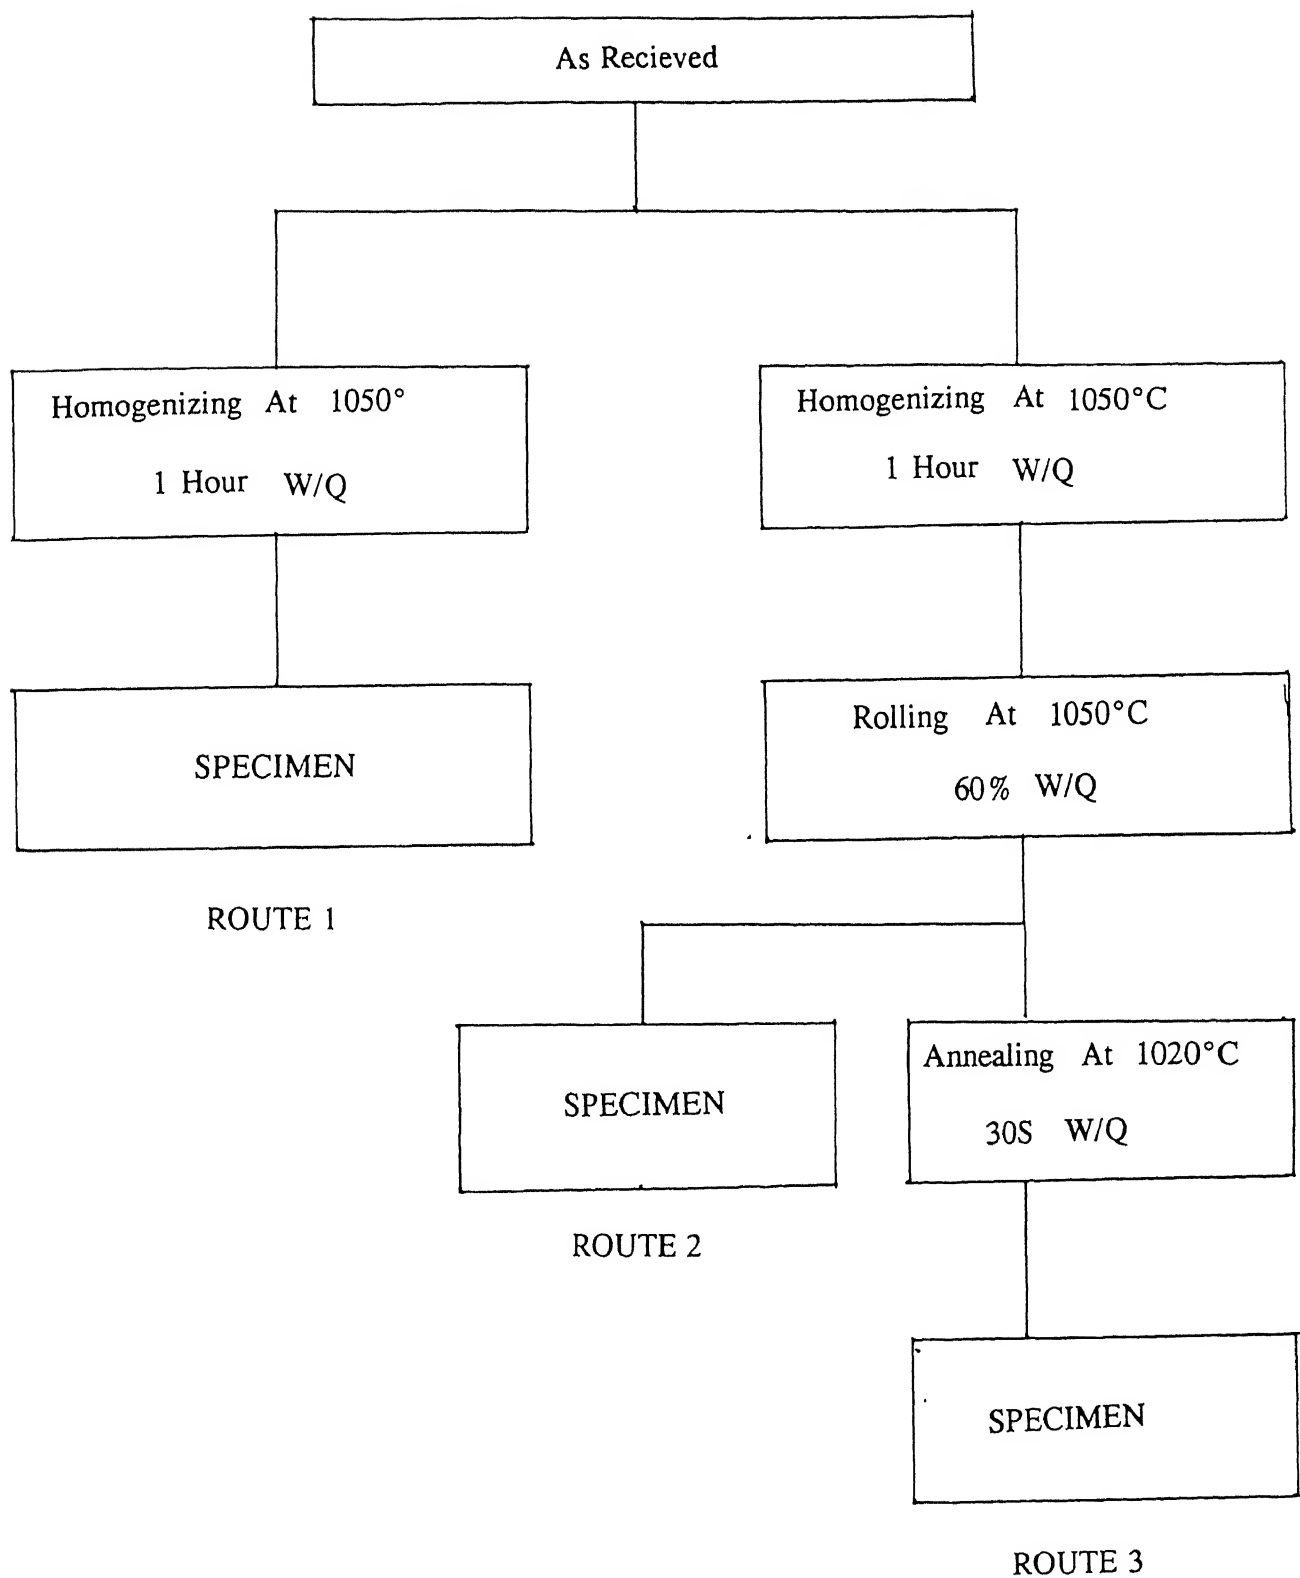 As Recieved
Homogenizing At 1050°
1 Hour W/Q
Homogenizing At 1050°C
1 Hour W/Q
SPECIMEN
ROUTE 1
Rolling At 1050°C
60% W/Q
SPECIMEN
ROUTE 2
Annealing At 1020°C
30S W/Q
SPECIMEN
ROUTE 3